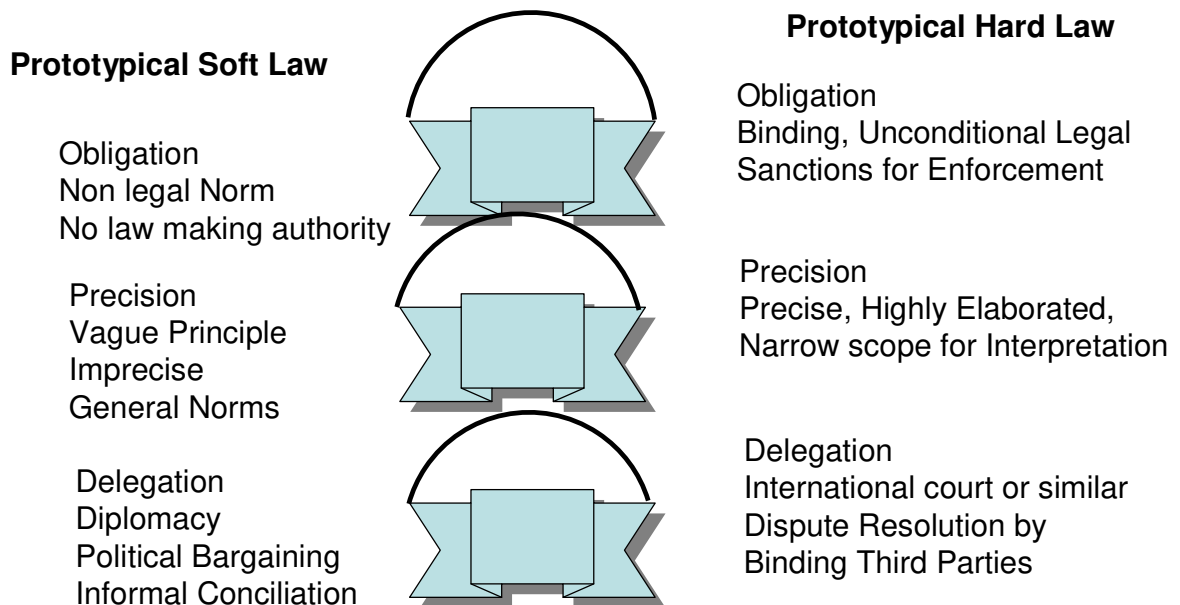 Prototypical Soft Law
Obligation
Non legal Norm
No law making authority
Precision
Vague Principle
Imprecise
General Norms
Delegation
Diplomacy
Political Bargaining
Informal Conciliation
Prototypical Hard Law
Obligation
Binding, Unconditional Legal
Sanctions for Enforcement
Precision
Precise, Highly Elaborated,
Narrow scope for Interpretation
Delegation
International court or similar
Dispute Resolution by
Binding Third Parties